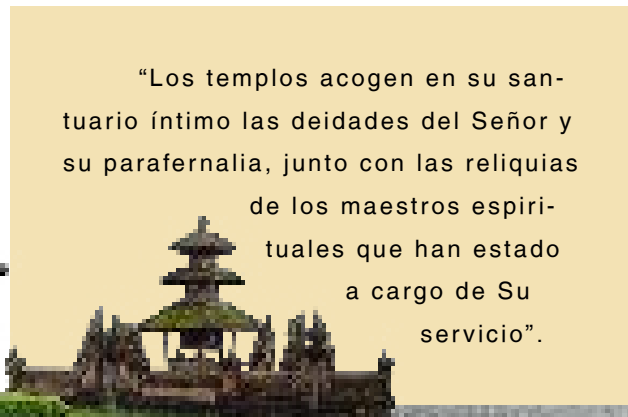 “Los templos acogen en su san-
tuario íntimo las deidades del Señor y
su parafernalia, junto con las reliquias
de los maestros espiri-
tuales que han estado
a cargo de Su
servicio”.